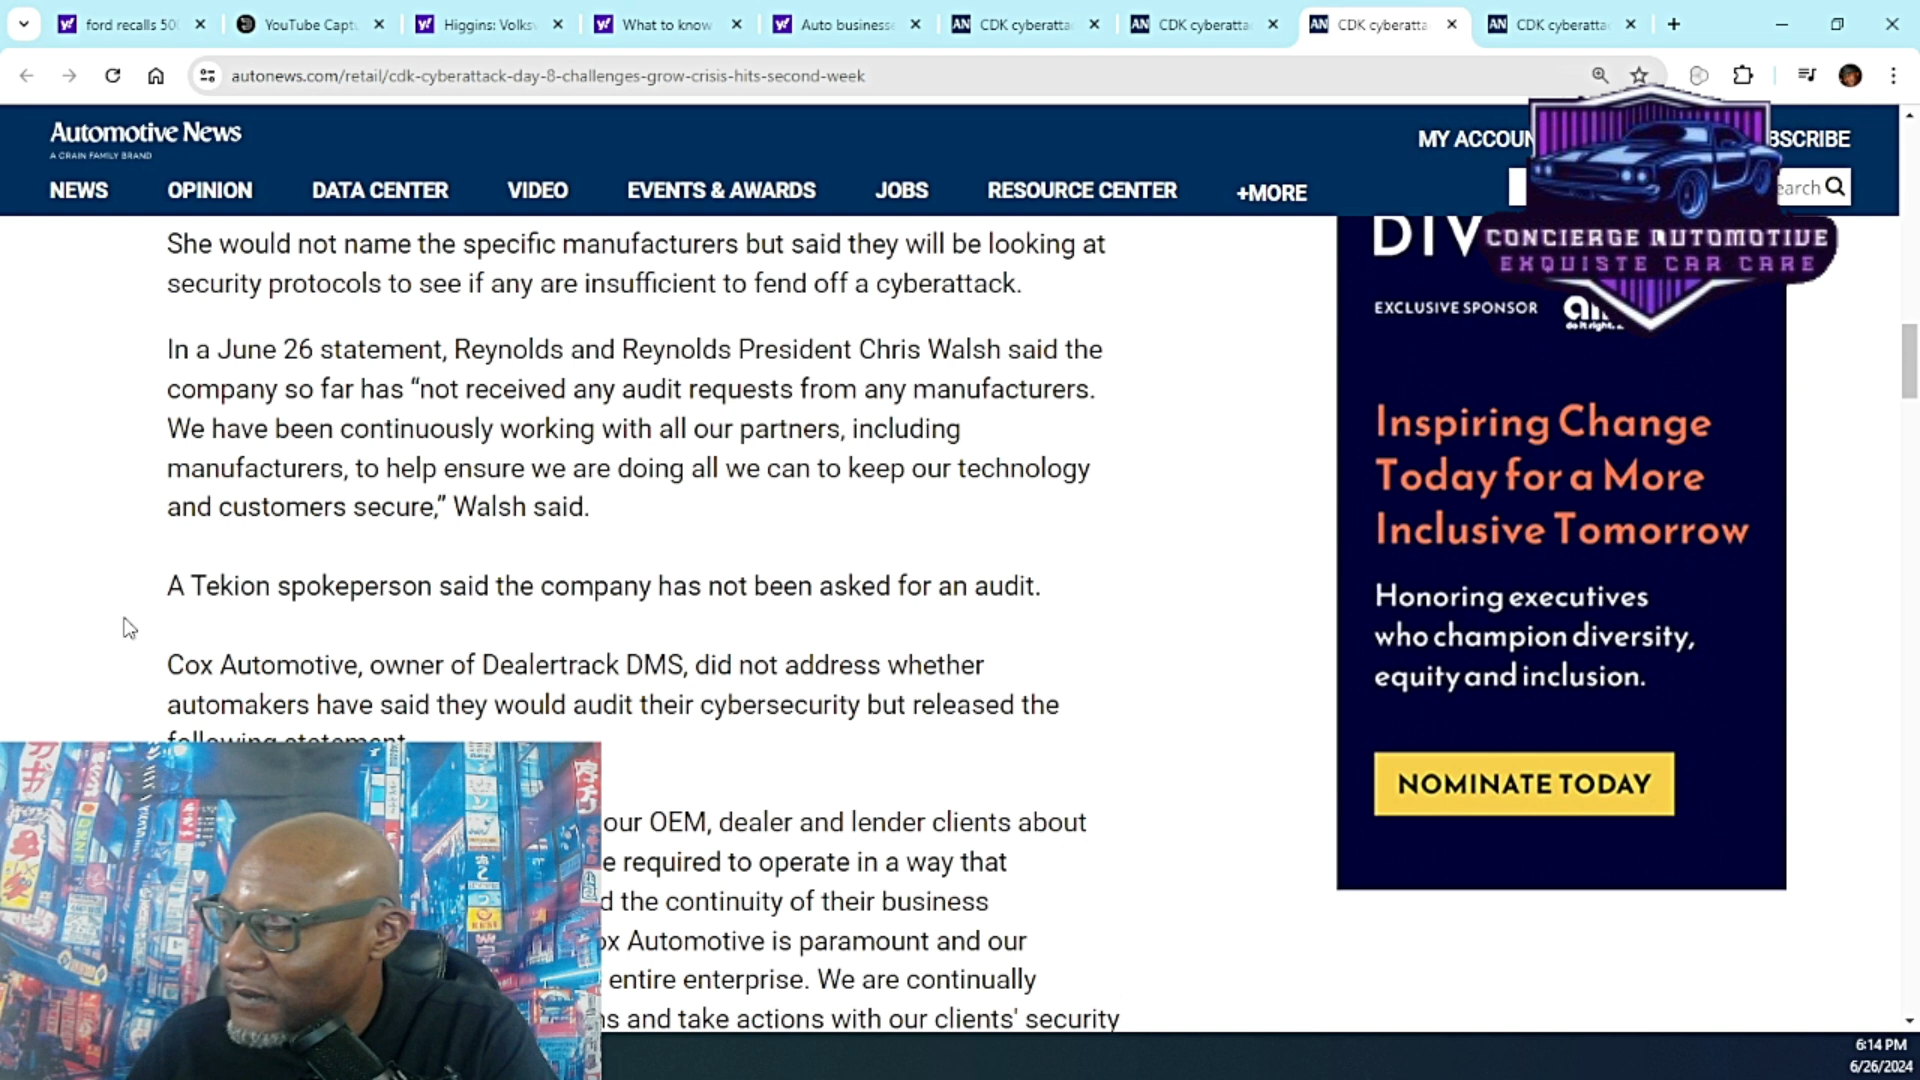 ford recalls 50
YouTube Capt
Higgins: Volks
What to know
Auto business
AN CDK cyberatta
AN CDK cyberatta
AN CDK cyberatta
AN CDK cyberatta
autonews.com/retail/cdk-cyberattack-day-8-challenges-grow-crisis-hits-second-week
Automotive News
A CRAIN FAMILY BRAND
MY ACCOUN
BSCRIBE
NEWS OPINION DATA CENTER VIDEO EVENTS & AWARDS JOBS RESOURCE CENTER +MORE
earch
CONCIERGE AUTOMOTIVE
EXQUISTE CAR CARE
She would not name the specific manufacturers but said they will be looking at
security protocols to see if any are insufficient to fend off a cyberattack.
In a June 26 statement, Reynolds and Reynolds President Chris Walsh said the
company so far has “not received any audit requests from any manufacturers.
We have been continuously working with all our partners, including
manufacturers, to help ensure we are doing all we can to keep our technology
and customers secure,” Walsh said.
A Tekion spokeperson said the company has not been asked for an audit.
Cox Automotive, owner of Dealertrack DMS, did not address whether
automakers have said they would audit their cybersecurity but released the
following statement
our OEM, dealer and lender clients about
e required to operate in a way that
d the continuity of their business
ox Automotive is paramount and our
entire enterprise. We are continually
ns and take actions with our clients' security
DIV
EXCLUSIVE SPONSOR
do it right.
Inspiring Change
Today for a More
Inclusive Tomorrow
Honoring executives
who champion diversity,
equity and inclusion.
NOMINATE TODAY
6:14 PM
6/26/2024